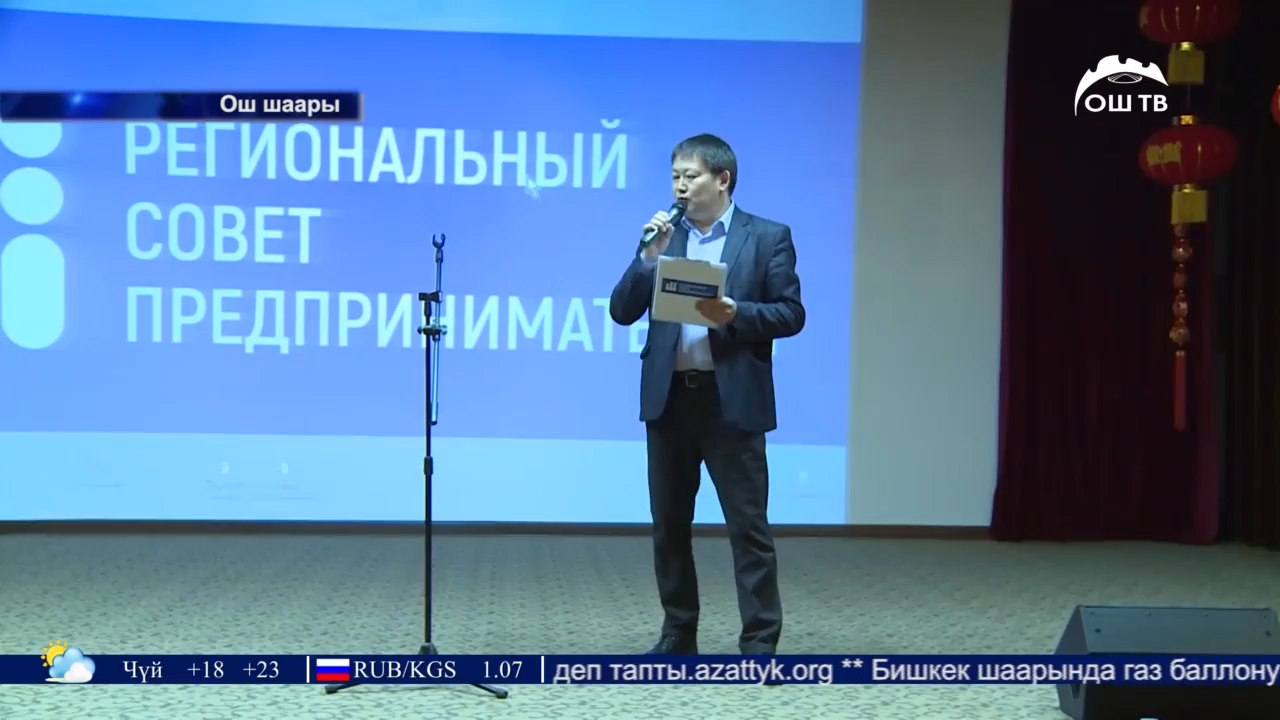 ОШ ТВ
Ош шаары
РЕГИОНАЛЬНЫЙ
СОВЕТ
ПРЕДПРИНИМАТЕ
Чүй +18 +23 RUB/KGS 1.07 деп тапты.azattyk.org ** Бишкек шаарында газ баллону